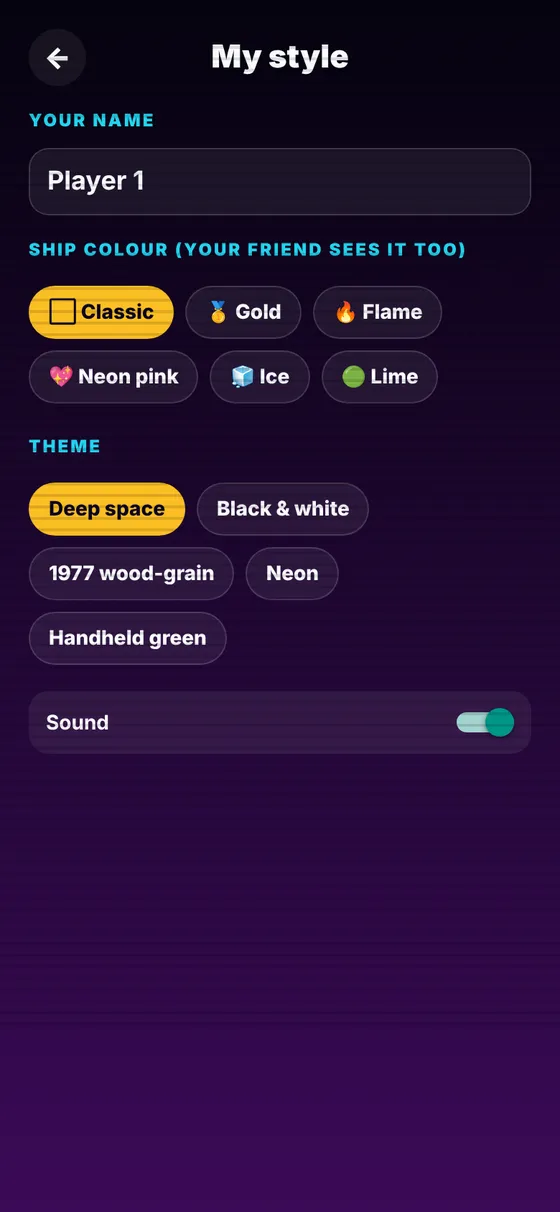 My style
YOUR NAME
Player 1
SHIP COLOUR (YOUR FRIEND SEES IT TOO)
Classic Gold Flame
Neon pink Ice Lime
THEME
Deep space Black & white
1977 wood-grain Neon
Handheld green
Sound